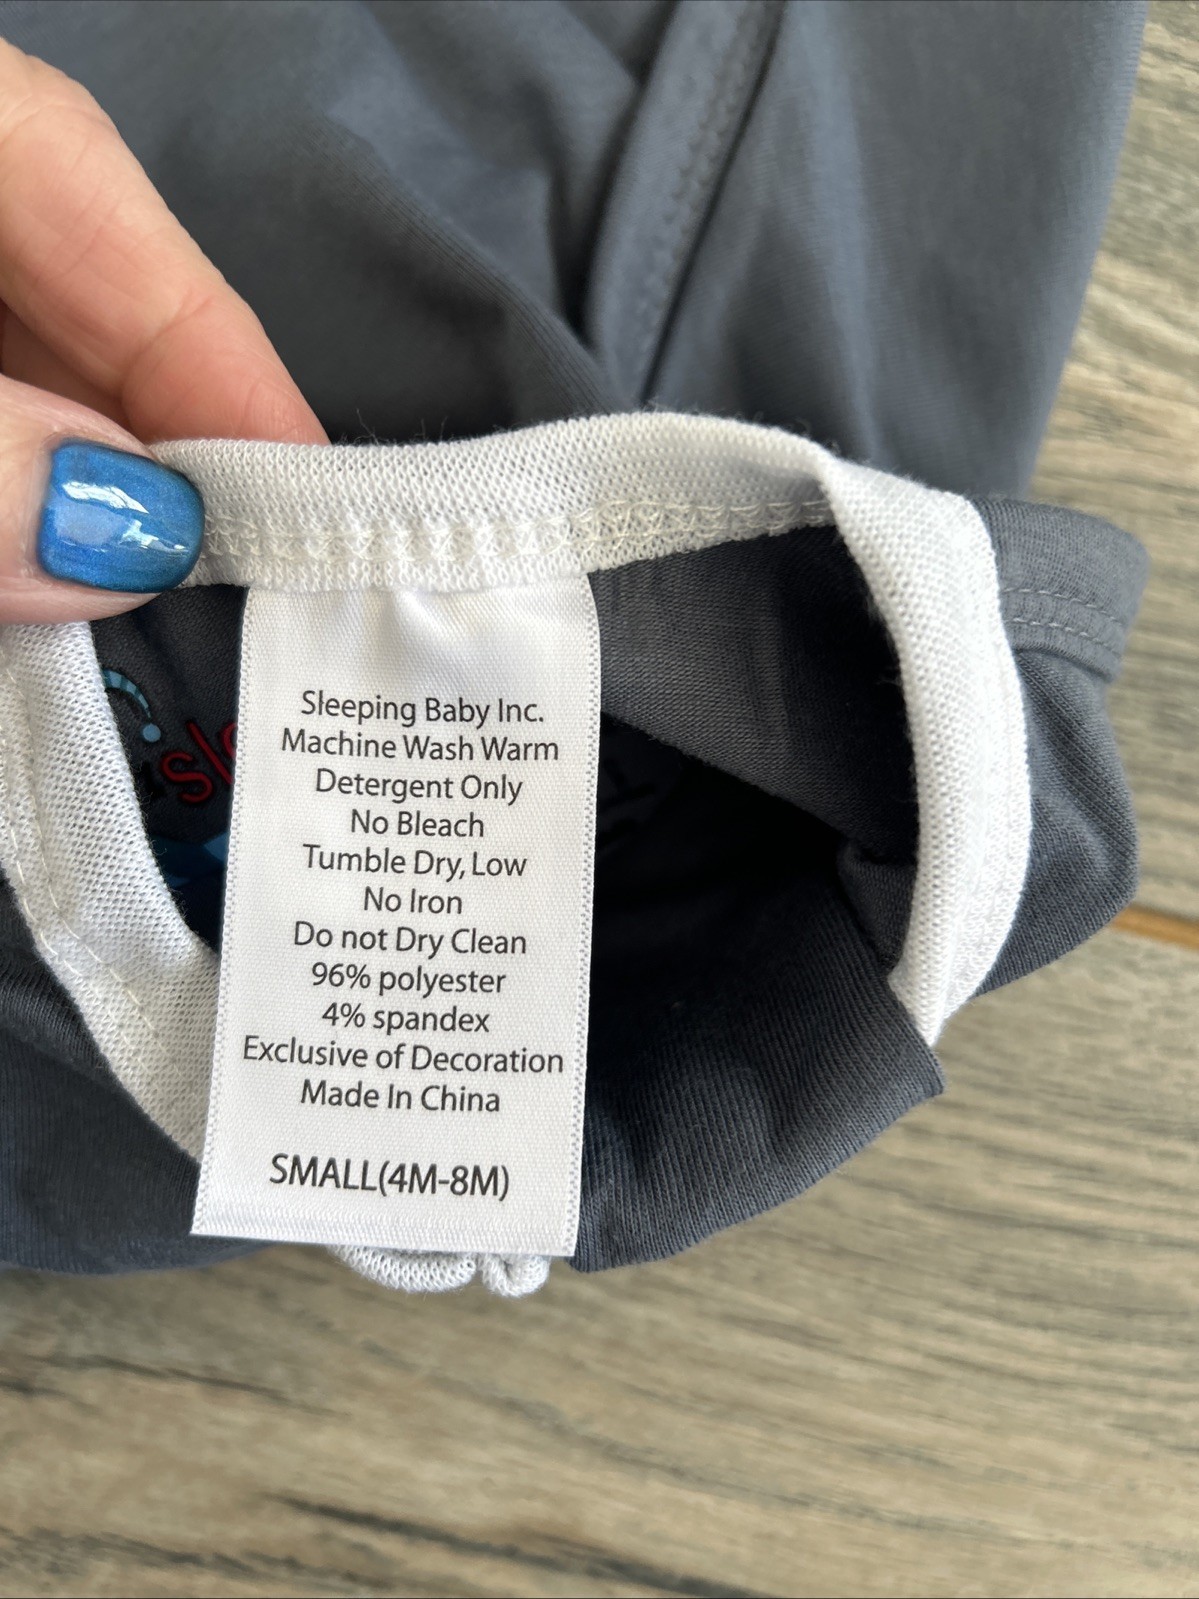 Sleeping Baby Inc.
Machine Wash Warm
Detergent Only
No Bleach
Tumble Dry, Low
No Iron
Do not Dry Clean
96% polyester
4% spandex
Exclusive of Decoration
Made In China
SMALL(4M-8M)